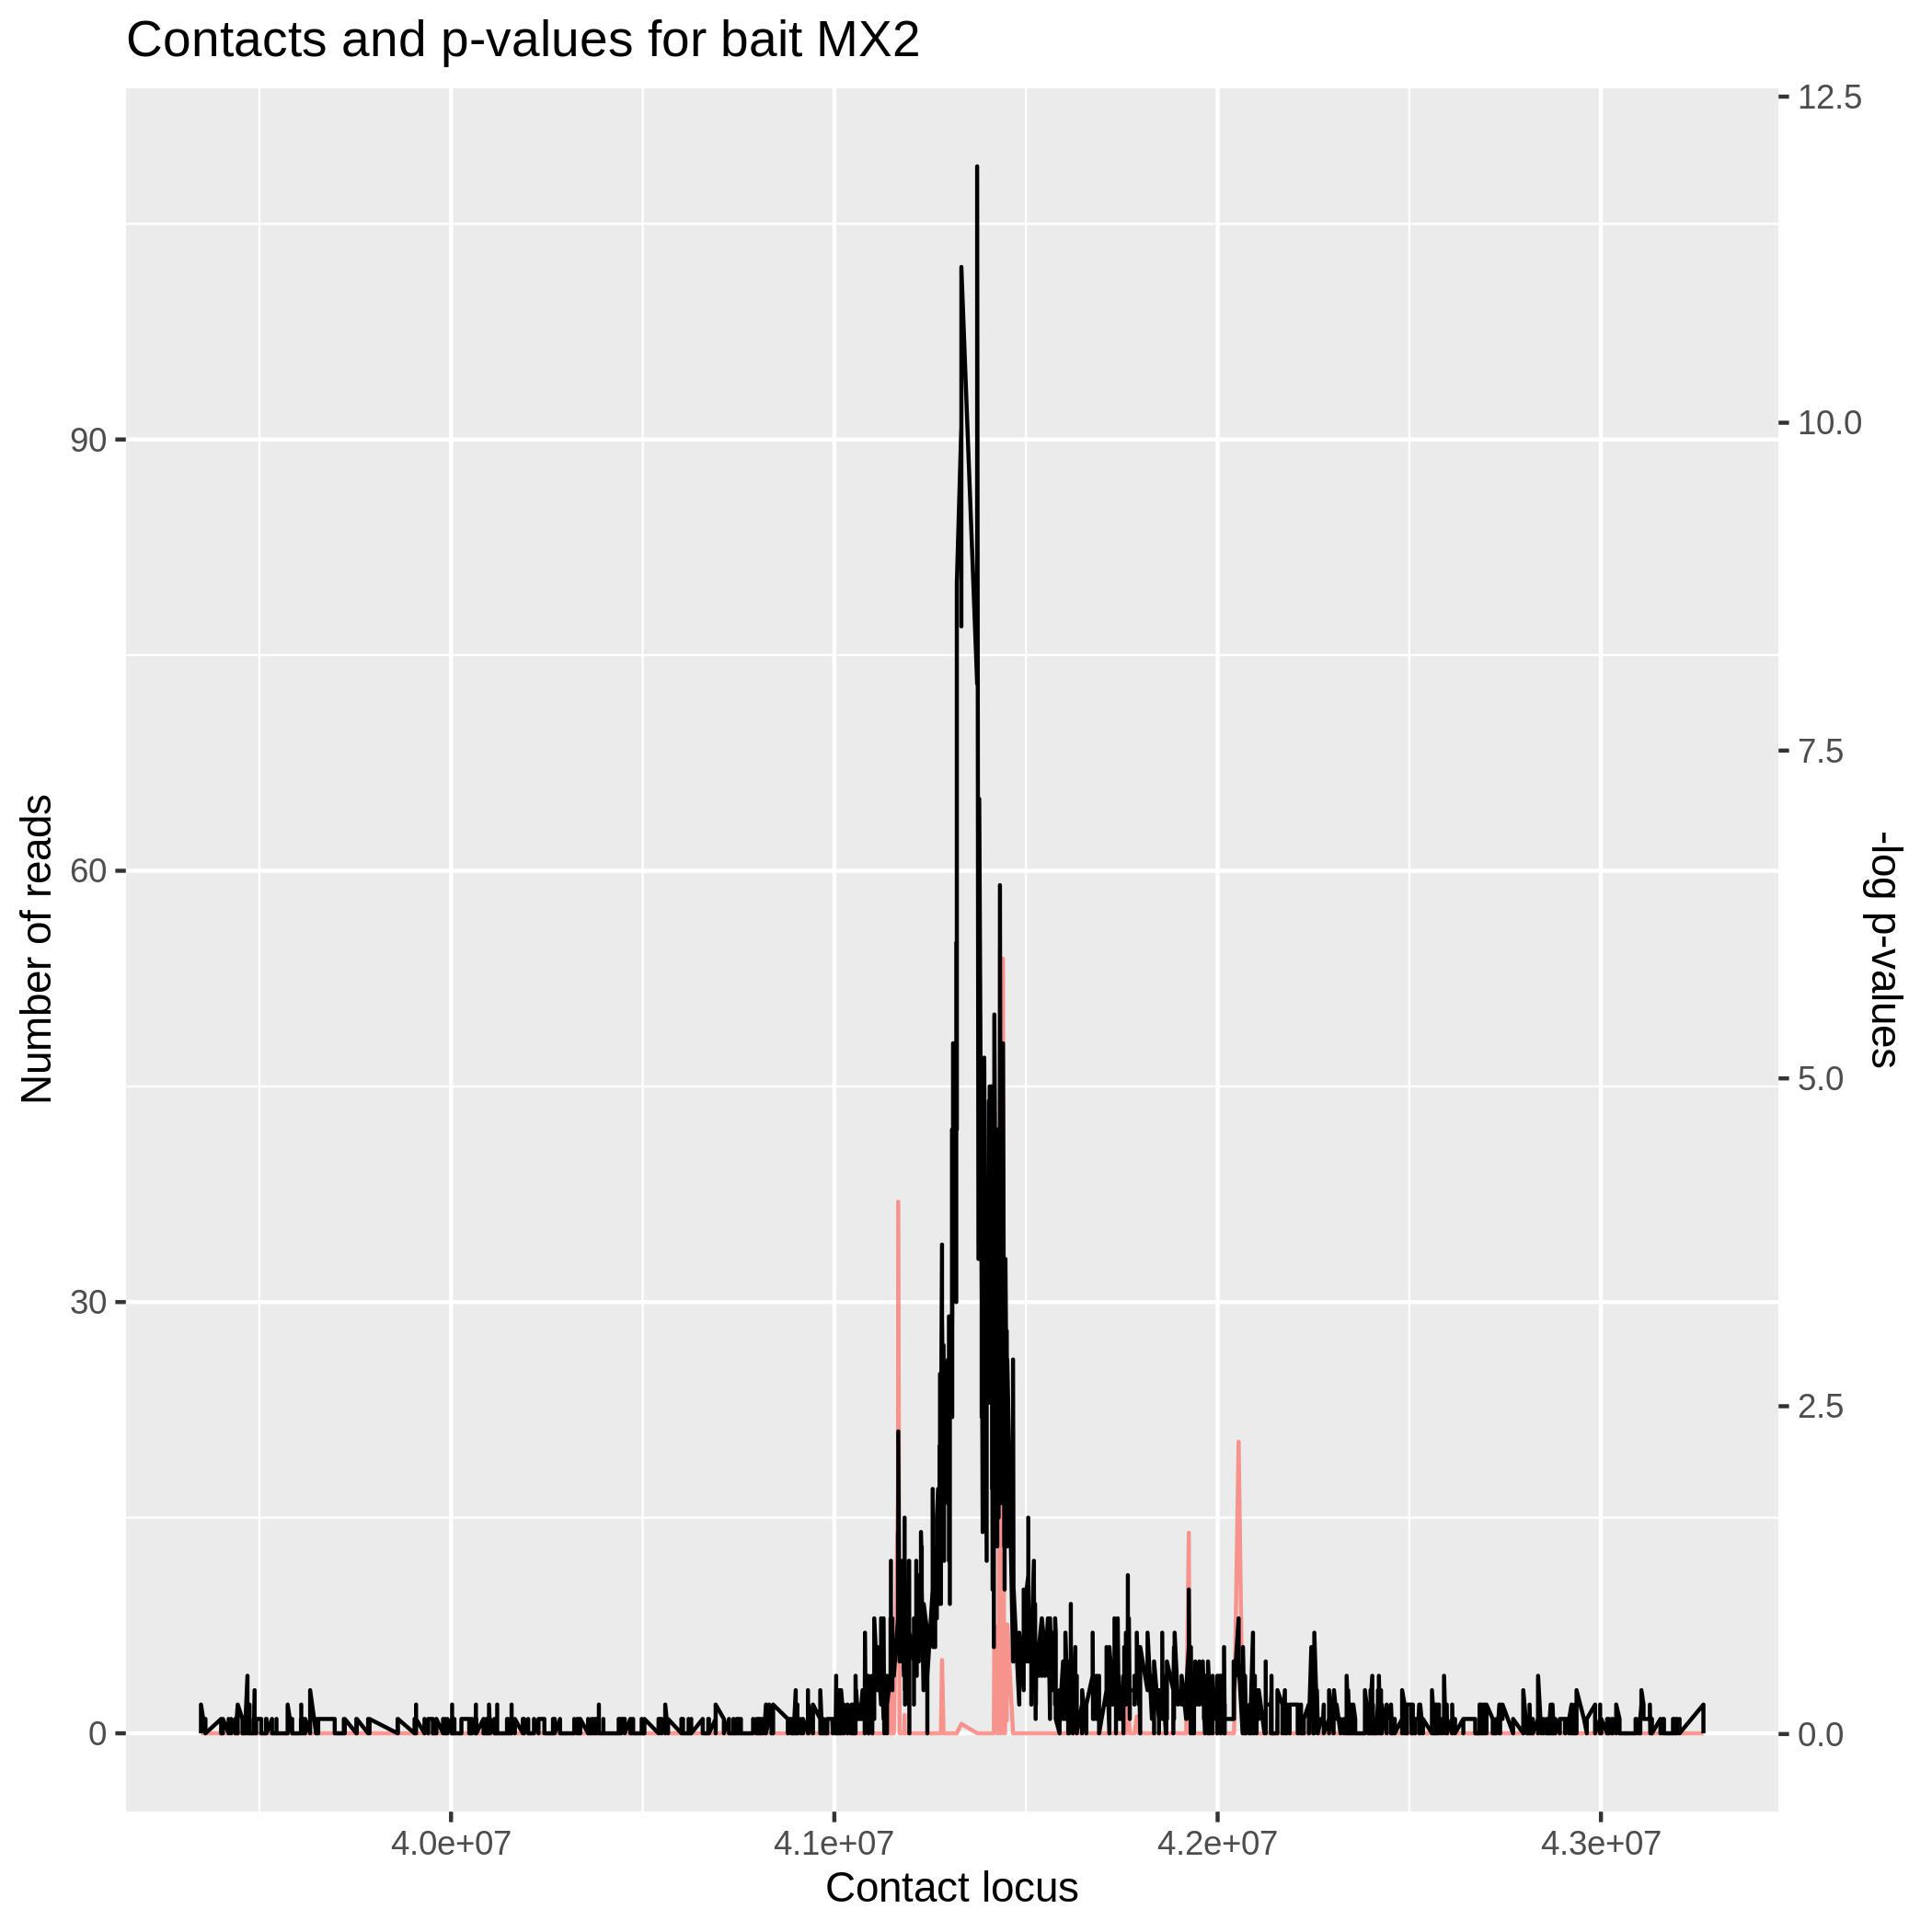 Contacts and p-values for bait MX2
12.5
10.0
90
7.5
60
Number of reads
-log p-values
5.0
30
2.5
0
0.0
4.0e+07
4.1e+07
4.2e+07
4.3e+07
Contact locus